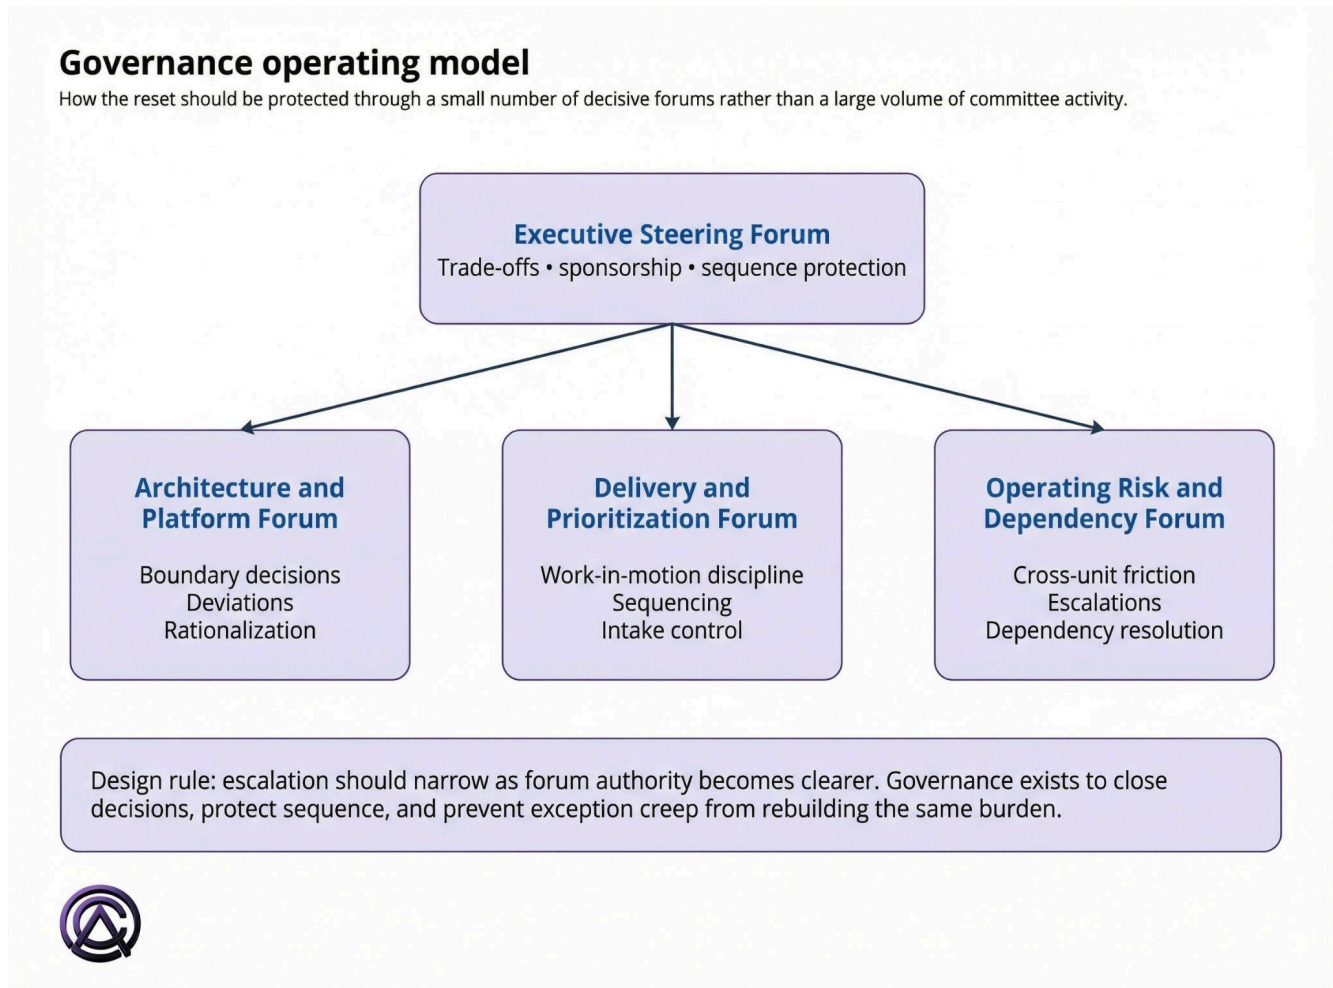 Governance operating model
How the reset should be protected through a small number of decisive forums rather than a large volume of committee activity.
Executive Steering Forum
Trade-offs • sponsorship • sequence protection
Architecture and
Platform Forum
Boundary decisions
Deviations
Rationalization
Delivery and
Prioritization Forum
Work-in-motion discipline
Sequencing
Intake control
Operating Risk and
Dependency Forum
Cross-unit friction
Escalations
Dependency resolution
Design rule: escalation should narrow as forum authority becomes clearer. Governance exists to close
decisions, protect sequence, and prevent exception creep from rebuilding the same burden.